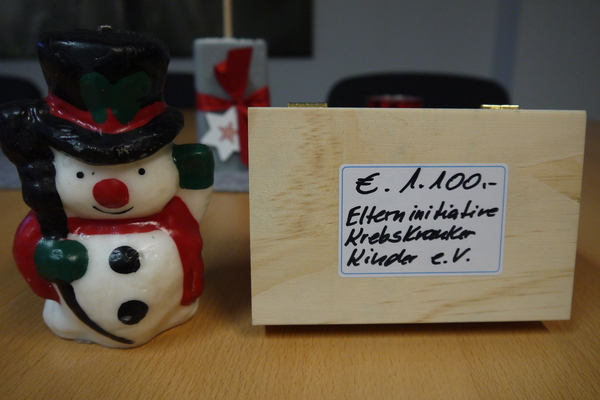 €. 1.100.-
Elterninitiative
Krebskranker
Kinder e.V.